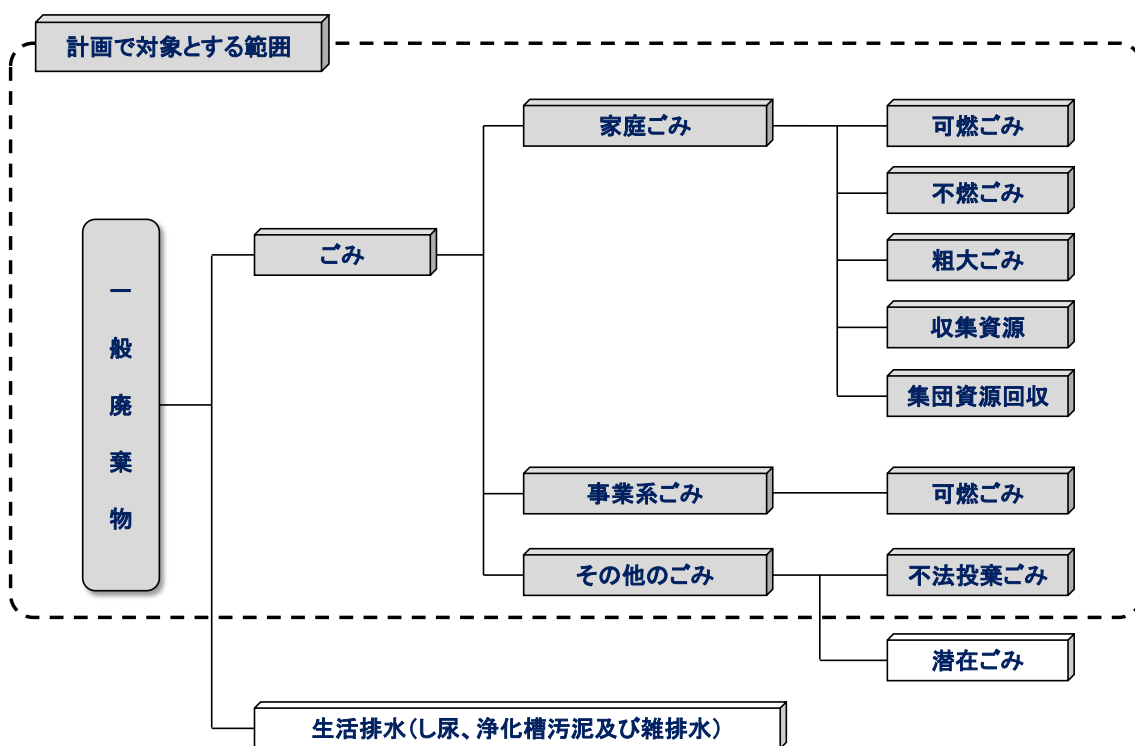 計画で対象とする範囲
一般廃棄物
ごみ
家庭ごみ
可燃ごみ
不燃ごみ
粗大ごみ
収集資源
集団資源回収
事業系ごみ
可燃ごみ
その他のごみ
不法投棄ごみ
潜在ごみ
生活排水(し尿、浄化槽汚泥及び雑排水)